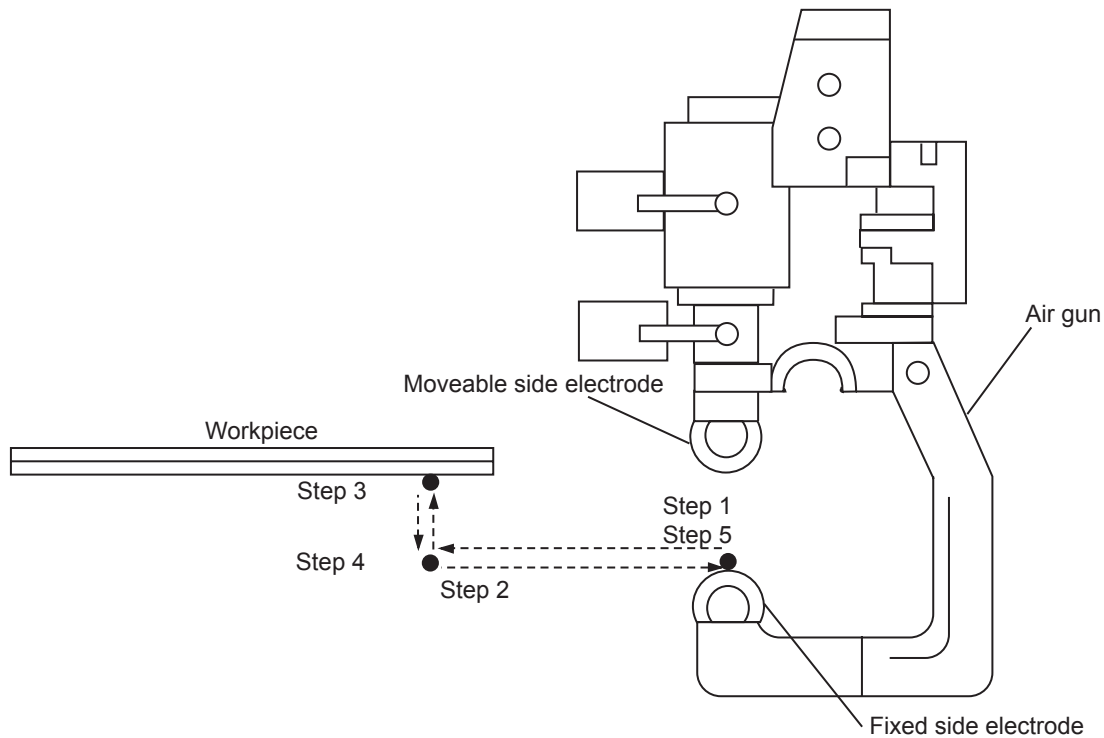 Air gun
Moveable side electrode
Workpiece
Step 3
Step 1
Step 5
Step 4
Step 2
Fixed side electrode